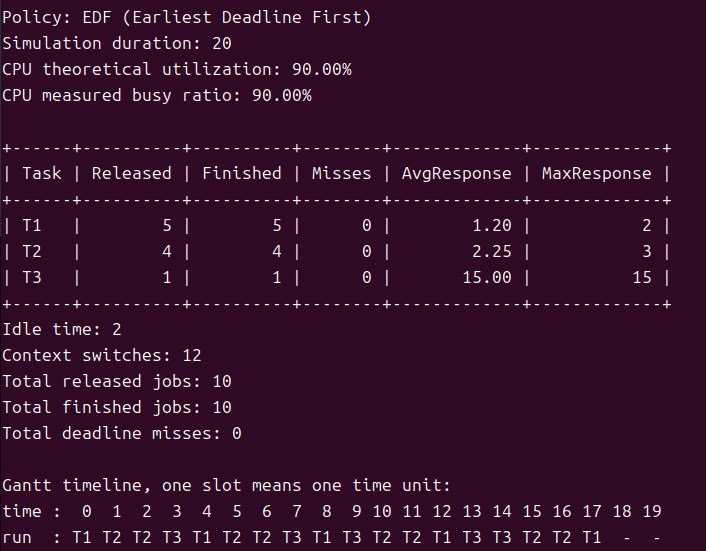 Policy: EDF (Earliest Deadline First)
Simulation duration: 20
CPU theoretical utilization: 90.00%
CPU measured busy ratio: 90.00%

+------+----------+----------+--------+-------------+-------------+
| Task | Released | Finished | Misses | AvgResponse | MaxResponse |
+------+----------+----------+--------+-------------+-------------+
| T1   |        5 |        5 |      0 |        1.20 |           2 |
| T2   |        4 |        4 |      0 |        2.25 |           3 |
| T3   |        1 |        1 |      0 |       15.00 |          15 |
+------+----------+----------+--------+-------------+-------------+
Idle time: 2
Context switches: 12
Total released jobs: 10
Total finished jobs: 10
Total deadline misses: 0

Gantt timeline, one slot means one time unit:
time :  0  1  2  3  4  5  6  7  8  9 10 11 12 13 14 15 16 17 18 19
run  : T1 T2 T2 T3 T1 T2 T2 T3 T1 T3 T2 T2 T1 T3 T3 T2 T2 T1  -  -